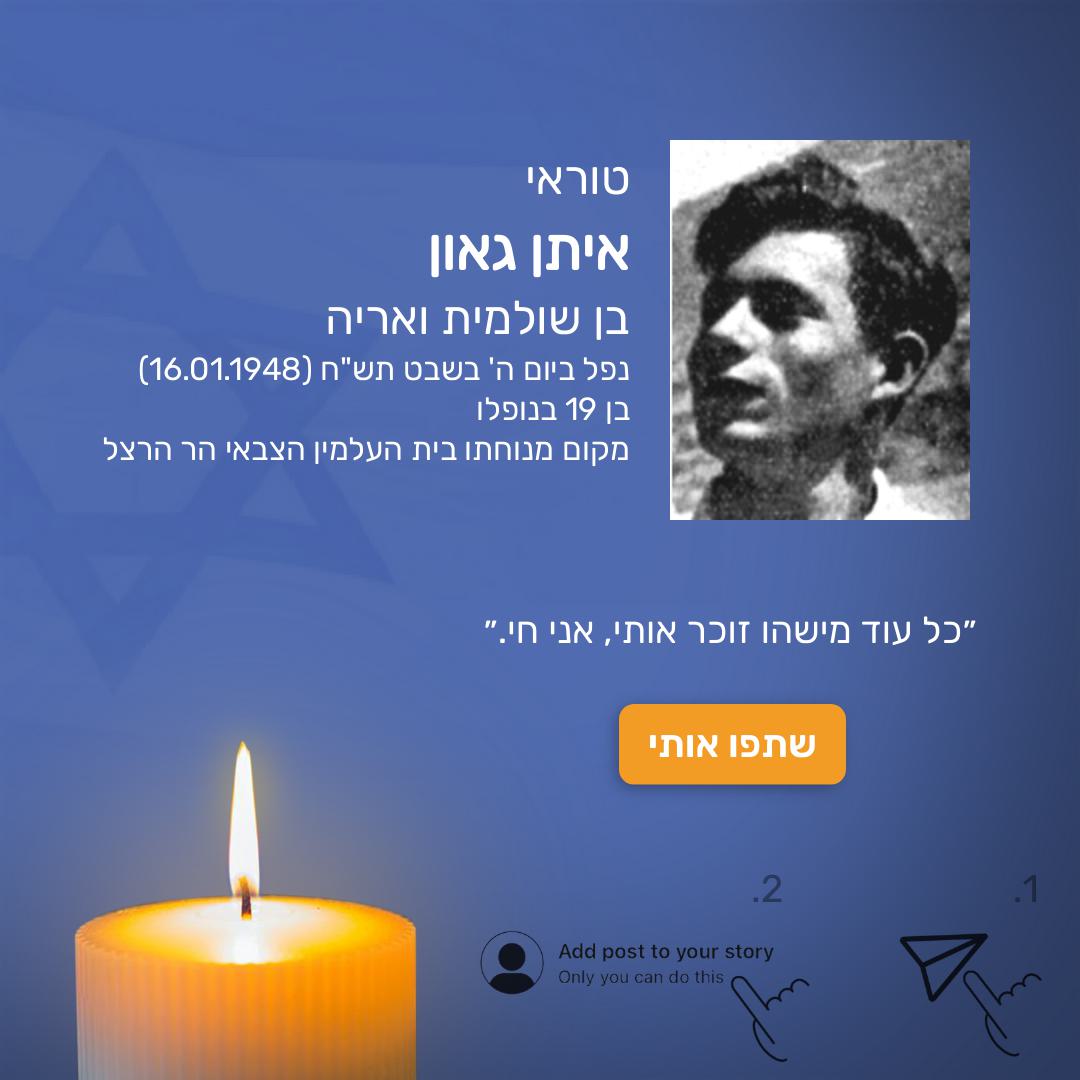 טוראי
איתן גאון
בן שולמית ואריה
נפל ביום ה' בשבט תש"ח (16.01.1948)
בן 19 בנופלו
מקום מנוחתו בית העלמין הצבאי הר הרצל
״כל עוד מישהו זוכר אותי, אני חי.״
שתפו אותי
.1
.2
Add post to your story
Only you can do this